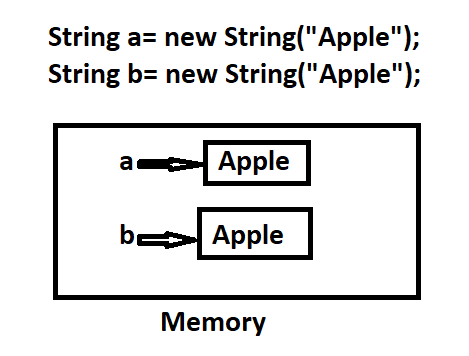 String a= new String("Apple");
String b= new String("Apple");
a Apple
b Apple
Memory